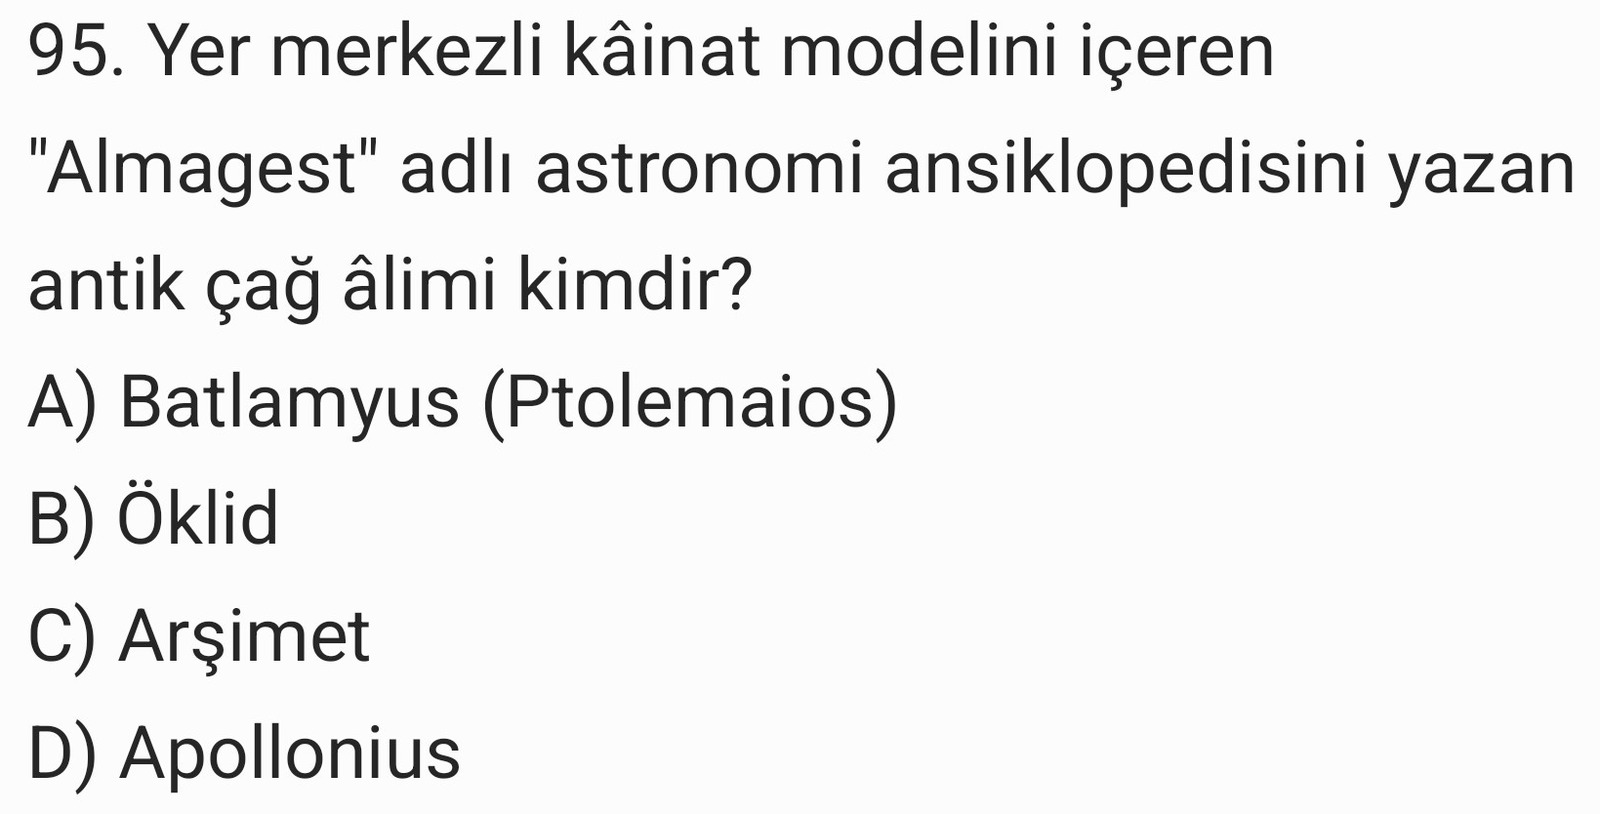 95. Yer merkezli kâinat modelini içeren
"Almagest" adlı astronomi ansiklopedisini yazan
antik çağ âlimi kimdir?
A) Batlamyus (Ptolemaios)
B) Öklid
C) Arşimet
D) Apollonius